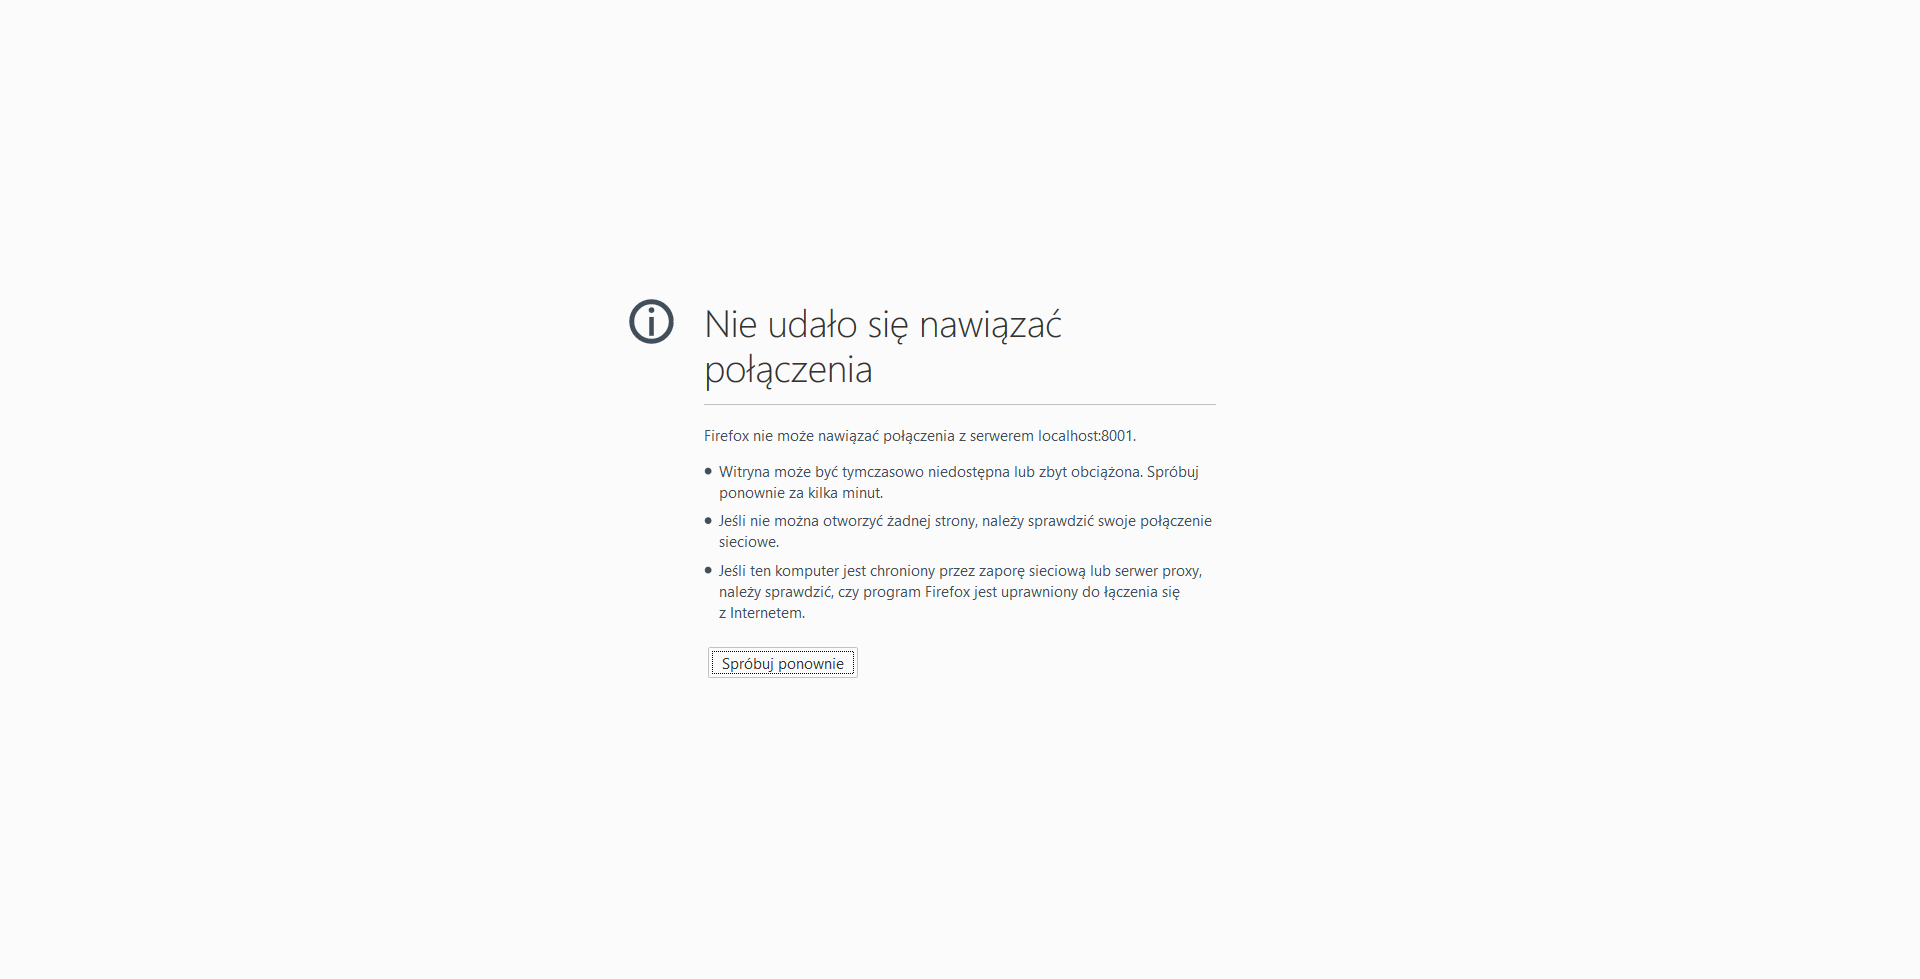 Nie udało się nawiązać
połączenia
Firefox nie może nawiązać połączenia z serwerem localhost:8001.
• Witryna może być tymczasowo niedostępna lub zbyt obciążona. Spróbuj
ponownie za kilka minut.
• Jeśli nie można otworzyć żadnej strony, należy sprawdzić swoje połączenie
sieciowe.
• Jeśli ten komputer jest chroniony przez zaporę sieciową lub serwer proxy,
należy sprawdzić, czy program Firefox jest uprawniony do łączenia się
z Internetem.
Spróbuj ponownie